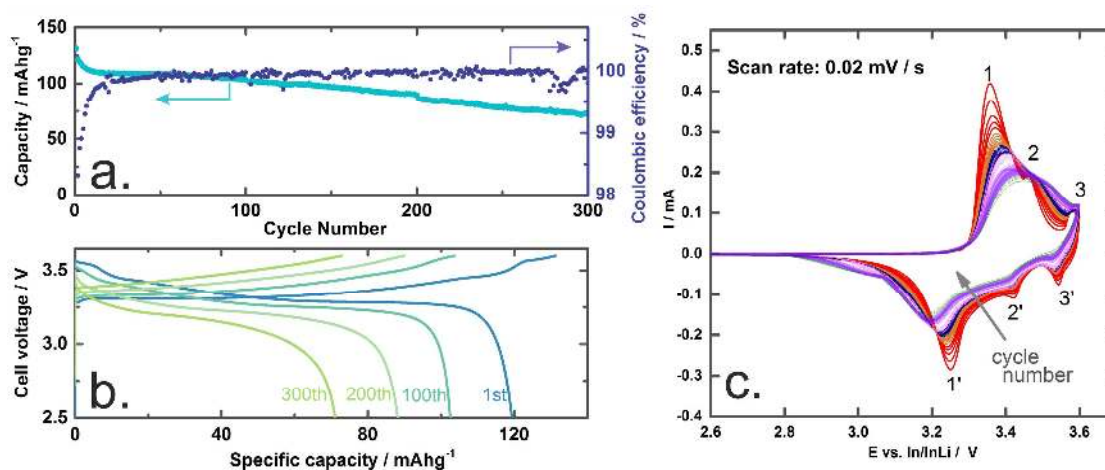 150
100
50
0
Capacity / mAhg⁻¹
a.
0 100 200 300
Cycle Number
100
99
98
Coulombic efficiency / %
3.5
3.0
2.5
Cell voltage / V
b.
300th 200th 100th 1st
0 40 80 120
Specific capacity / mAhg⁻¹
0.5
0.4
0.3
0.2
0.1
0.0
-0.1
-0.2
-0.3
-0.4
I / mA
Scan rate: 0.02 mV / s
1
2
3
1'
2'
3'
cycle
number
c.
2.6 3.0 3.4 3.8
E vs. In/InLi / V